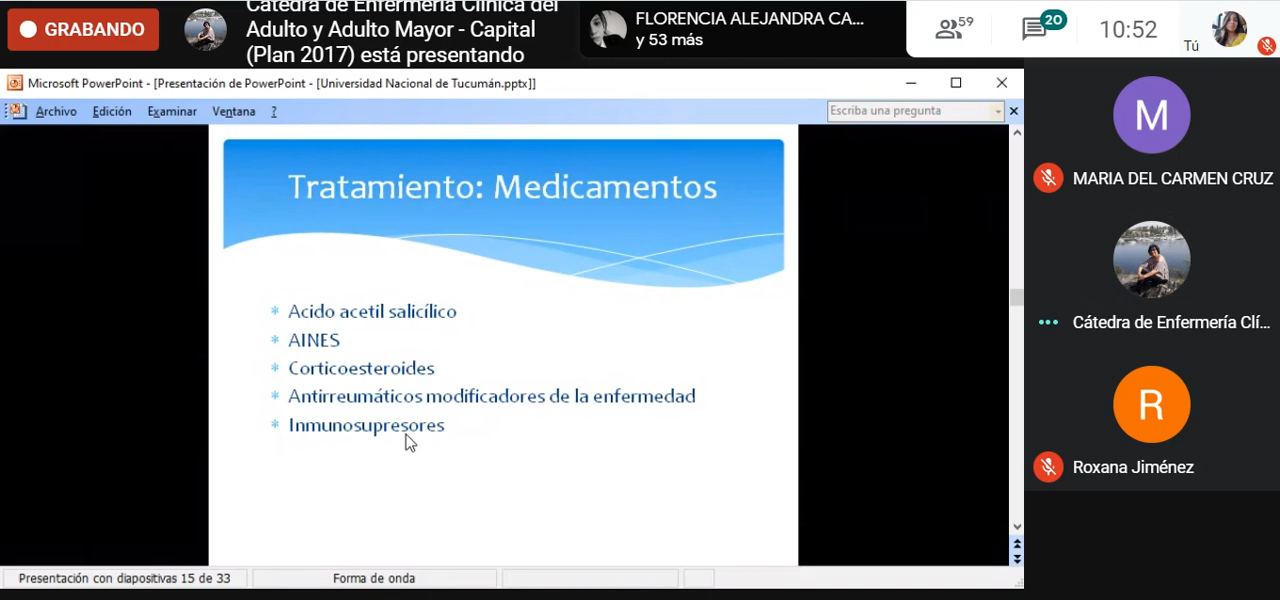 GRABANDO
Cátedra de Enfermería Clínica del
Adulto y Adulto Mayor - Capital
(Plan 2017) está presentando
FLORENCIA ALEJANDRA CA...
y 53 más
59
20
10:52
Tú
Microsoft PowerPoint - [Presentación de PowerPoint - [Universidad Nacional de Tucumán.pptx]]
Archivo Edición Examinar Ventana ?
Escriba una pregunta
Tratamiento: Medicamentos
* Acido acetil salicílico
* AINES
* Corticoesteroides
* Antirreumáticos modificadores de la enfermedad
* Inmunosupresores
M
MARIA DEL CARMEN CRUZ
Cátedra de Enfermería Clí...
R
Roxana Jiménez
Presentación con diapositivas 15 de 33
Forma de onda